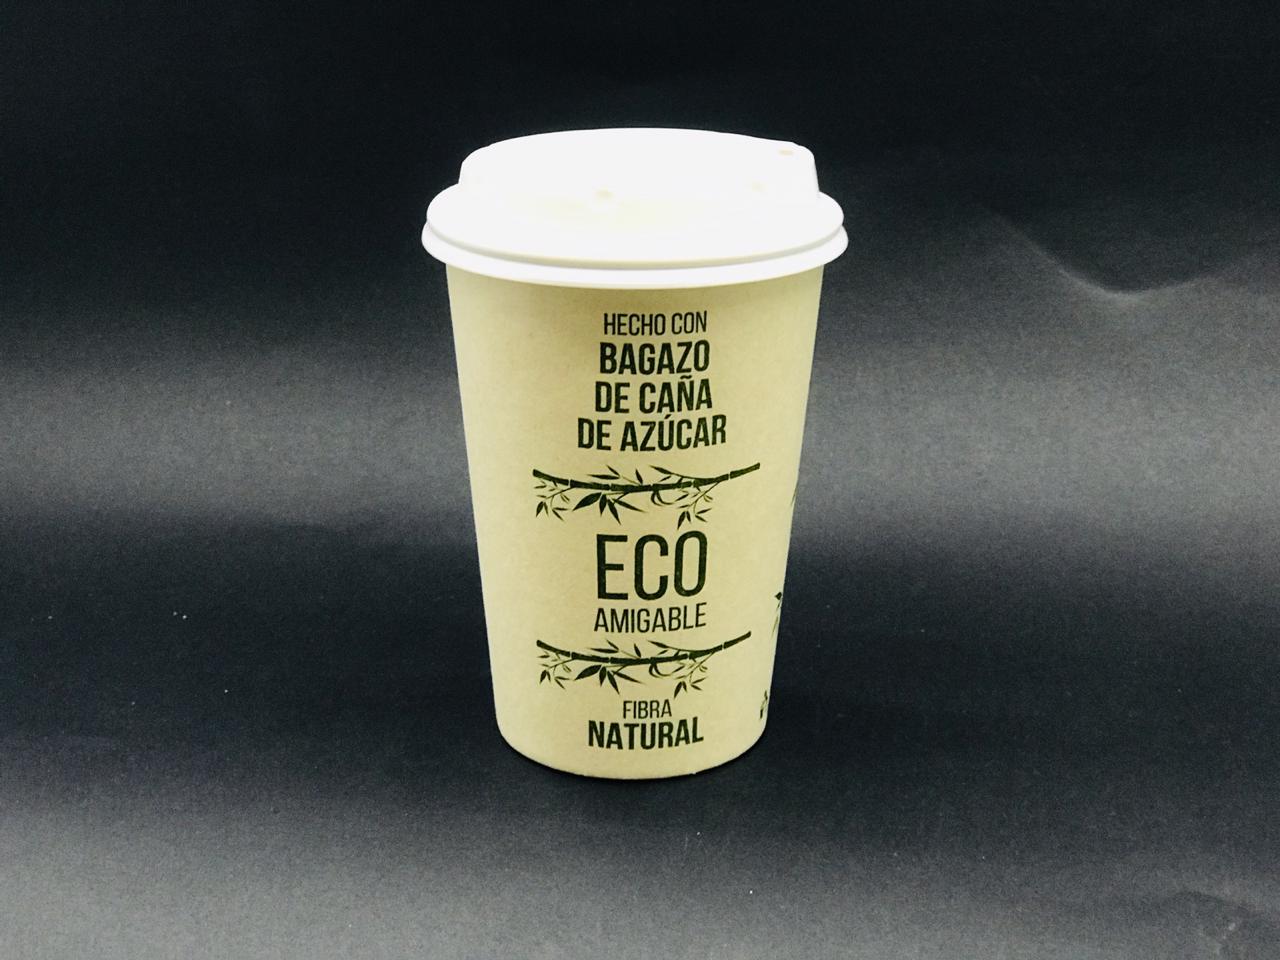 HECHO CON
BAGAZO
DE CAÑA
DE AZÚCAR
ECO
AMIGABLE
FIBRA
NATURAL